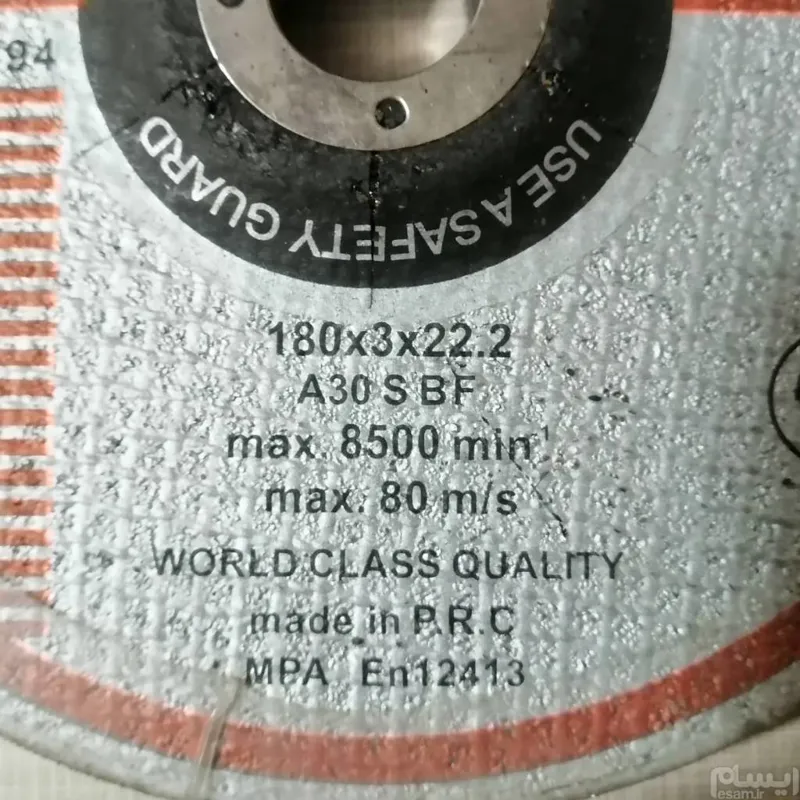 94
USE A SAFETY GUARD
180x3x22.2
A30 S BF
max. 8500 min
max. 80 m/s
WORLD CLASS QUALITY
made in P.R.C
MPA En12413
ایسام
esam.ir